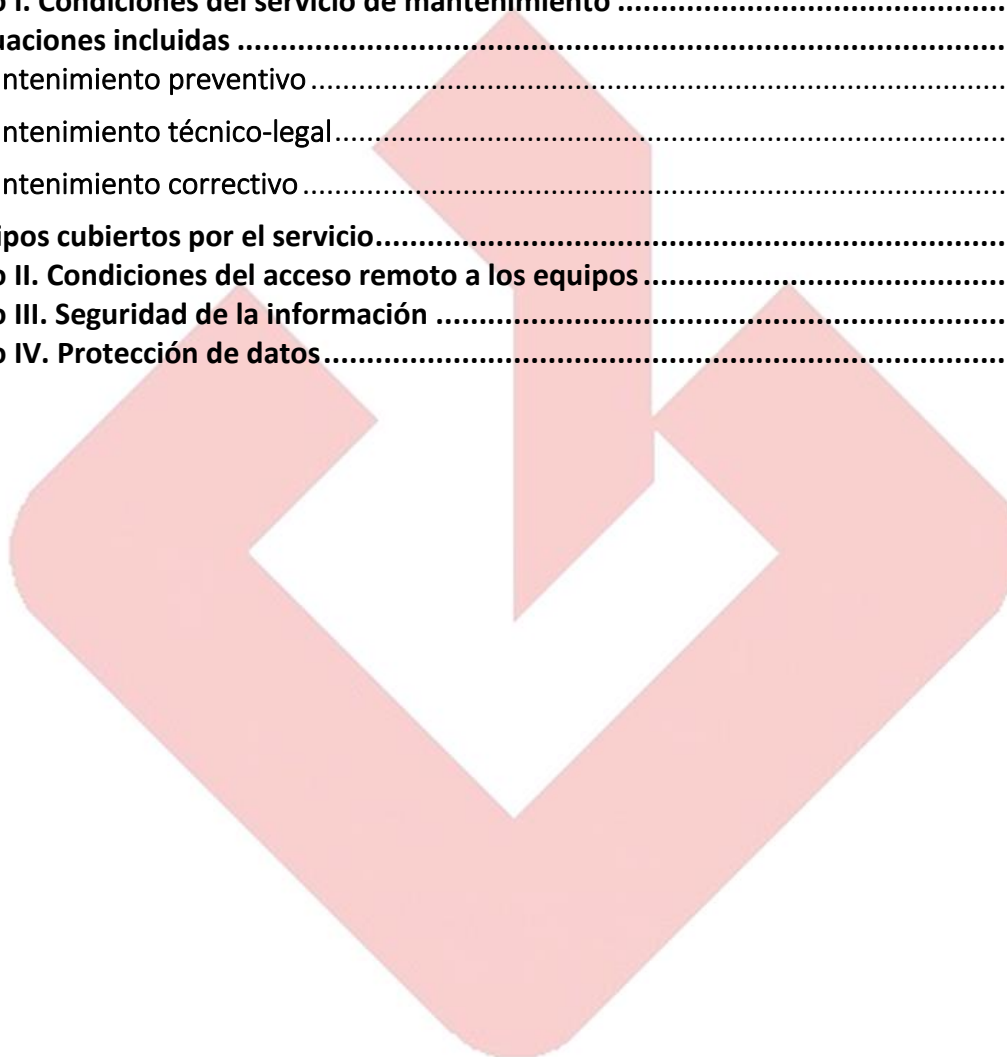 o I. Condiciones del servicio de mantenimiento ....................................................
uaciones incluidas ....................................................................................................
ntenimiento preventivo ...........................................................................................
ntenimiento técnico-legal ........................................................................................
ntenimiento correctivo ............................................................................................
ipos cubiertos por el servicio...................................................................................
o II. Condiciones del acceso remoto a los equipos ................................................
o III. Seguridad de la información ..........................................................................
o IV. Protección de datos.........................................................................................